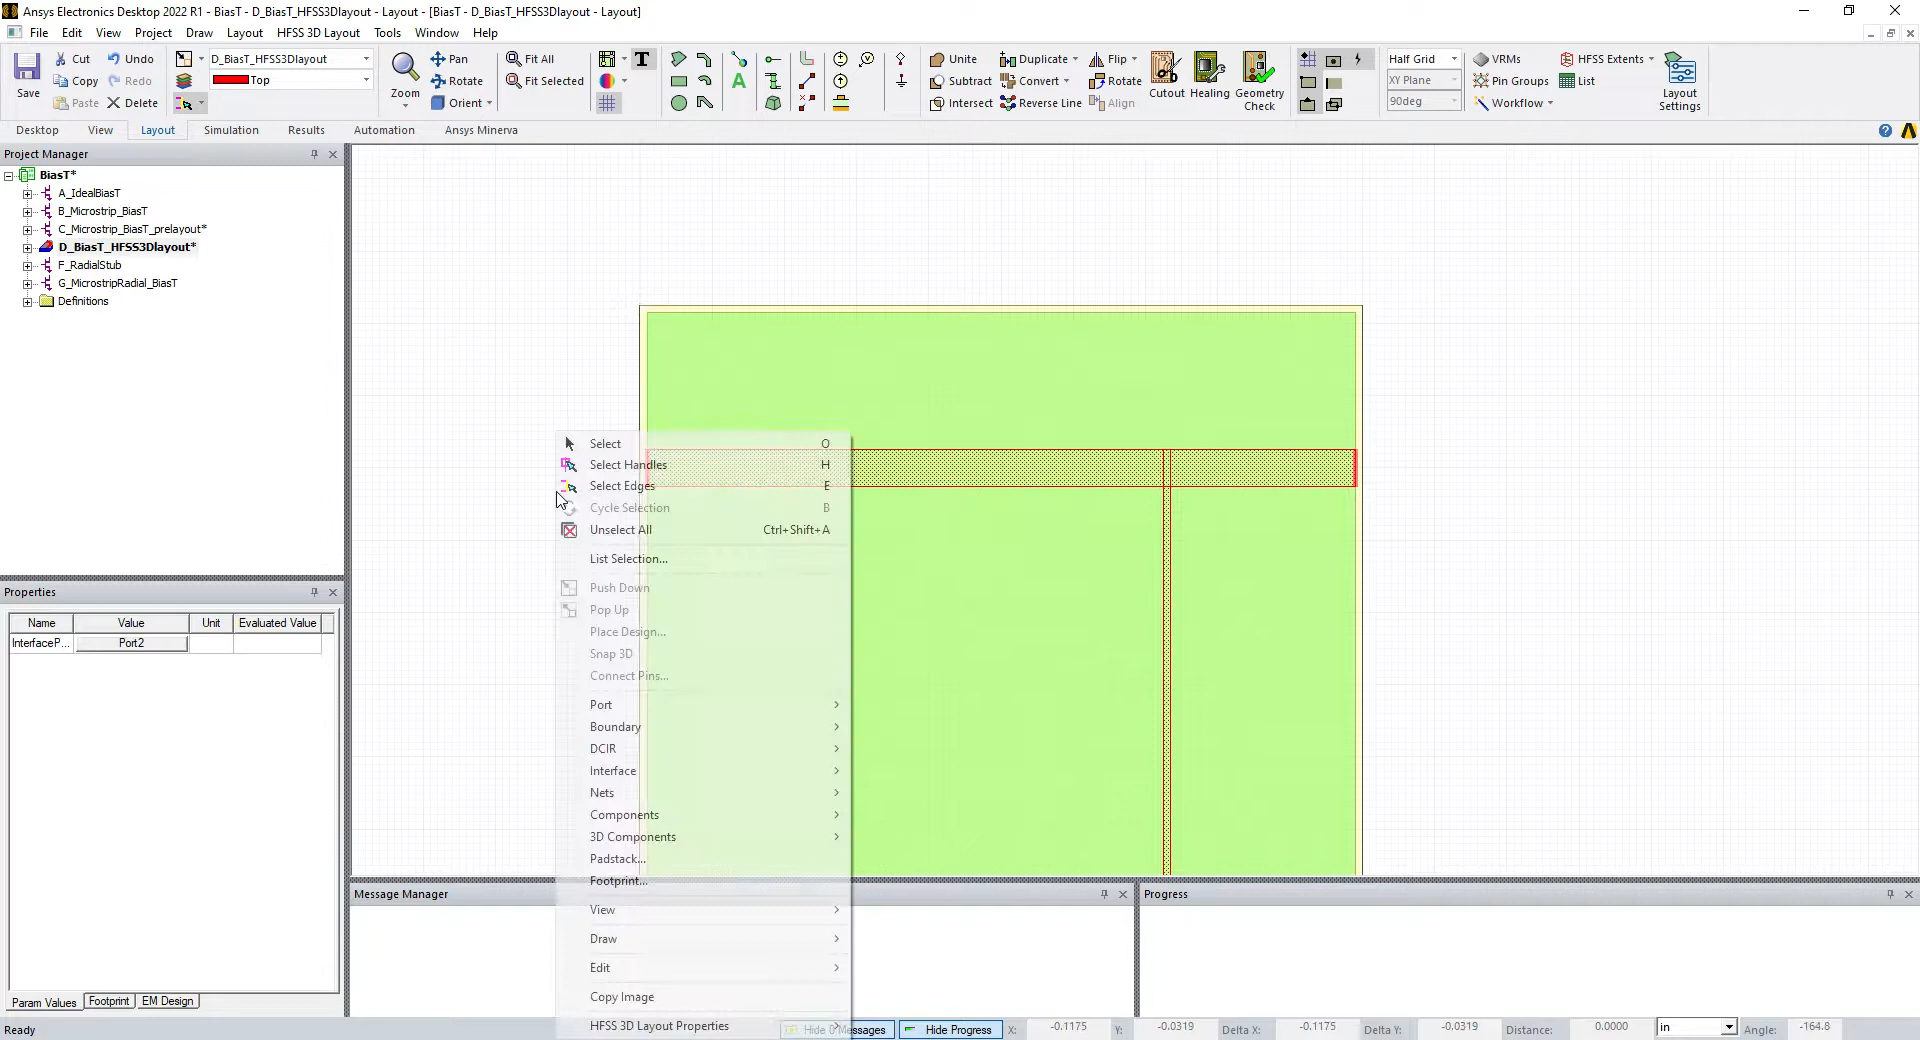 Ansys Electronics Desktop 2022 R1 - BiasT - D_BiasT_HFSS3Dlayout - Layout - [BiasT - D_BiasT_HFSS3Dlayout - Layout]
File Edit View Project Draw Layout HFSS 3D Layout Tools Window Help
Save
Cut Undo
Copy Redo
Paste Delete
D_BiasT_HFSS3Dlayout
Top
Zoom
Pan
Rotate
Orient
Fit All
Fit Selected
T
A
Unite
Subtract
Intersect
Duplicate
Convert
Reverse Line
Flip
Rotate
Align
Cutout
Healing
Geometry
Check
Half Grid
XY Plane
90deg
VRMs
Pin Groups
Workflow
HFSS Extents
List
Layout
Settings
Desktop View Layout Simulation Results Automation Ansys Minerva
Project Manager
BiasT*
A_IdealBiasT
B_Microstrip_BiasT
C_Microstrip_BiasT_prelayout*
D_BiasT_HFSS3Dlayout*
F_RadialStub
G_MicrostripRadial_BiasT
Definitions
Properties
Name Value Unit Evaluated Value
InterfaceP... Port2
Param Values Footprint EM Design
Select O
Select Handles H
Select Edges E
Cycle Selection B
Unselect All Ctrl+Shift+A
List Selection...
Push Down
Pop Up
Place Design...
Snap 3D
Connect Pins...
Port
Boundary
DCIR
Interface
Nets
Components
3D Components
Padstack...
Footprint...
View
Draw
Edit
Copy Image
HFSS 3D Layout Properties
Message Manager
Progress
Ready
Hide 0 Messages Hide Progress X: -0.1175 Y: -0.0319 Delta X: -0.1175 Delta Y: -0.0319 Distance: 0.0000 in Angle: -164.8